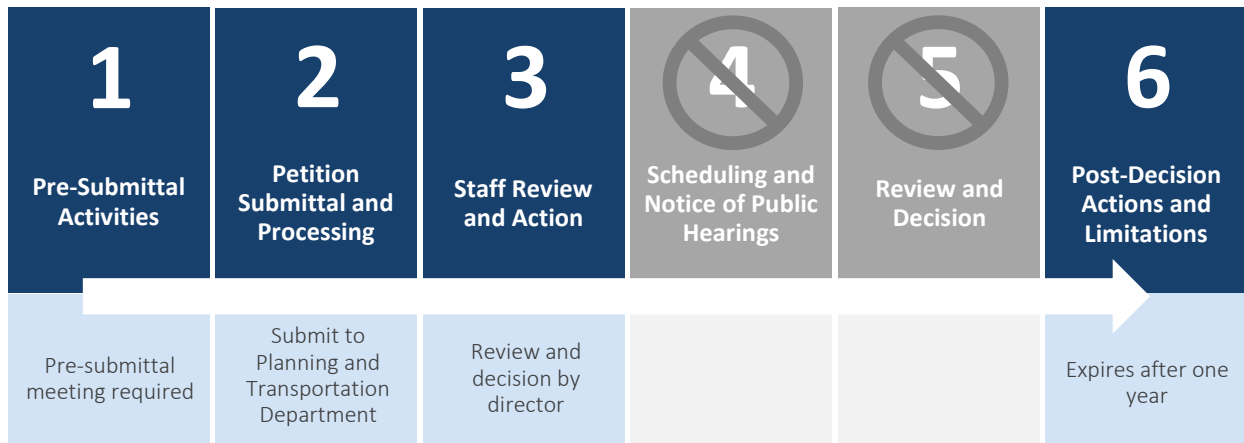 1
Pre-Submittal
Activities
Pre-submittal
meeting required
2
Petition
Submittal and
Processing
Submit to
Planning and
Transportation
Department
3
Staff Review
and Action
Review and
decision by
director
4
Scheduling and
Notice of Public
Hearings
5
Review and
Decision
6
Post-Decision
Actions and
Limitations
Expires after one
year